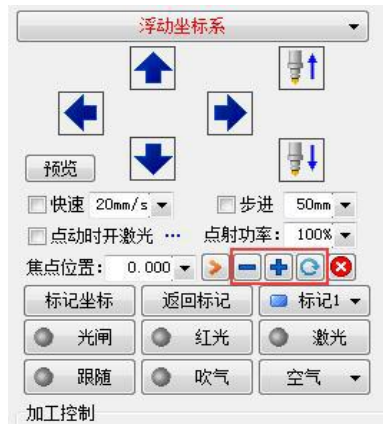 浮动坐标系
预览
快速 20mm/s 步进 50mm
点动时开激光 ··· 点射功率: 100%
焦点位置: 0.000
标记坐标 返回标记 标记1
光闸 红光 激光
跟随 吹气 空气
加工控制